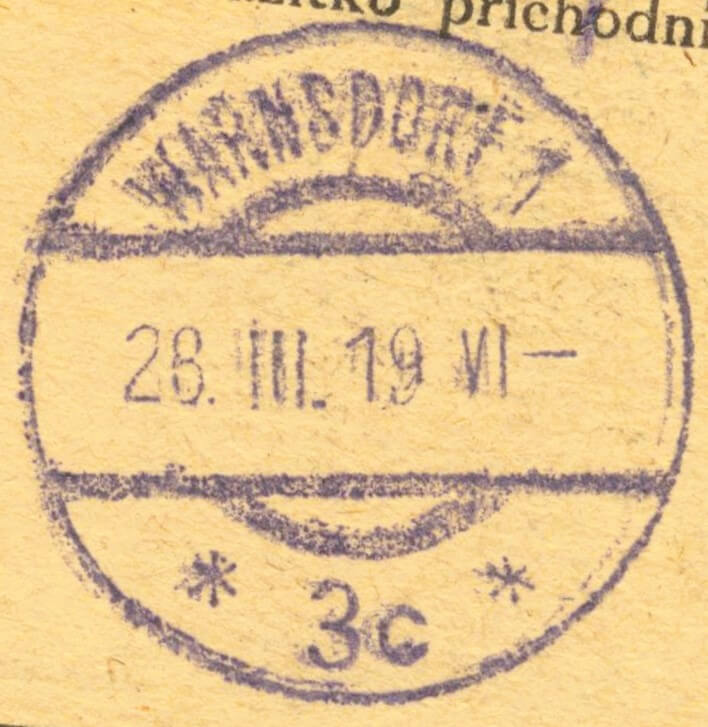 příchodní
WARNSDORF 1
28. III. 19 VI—
* 3c *